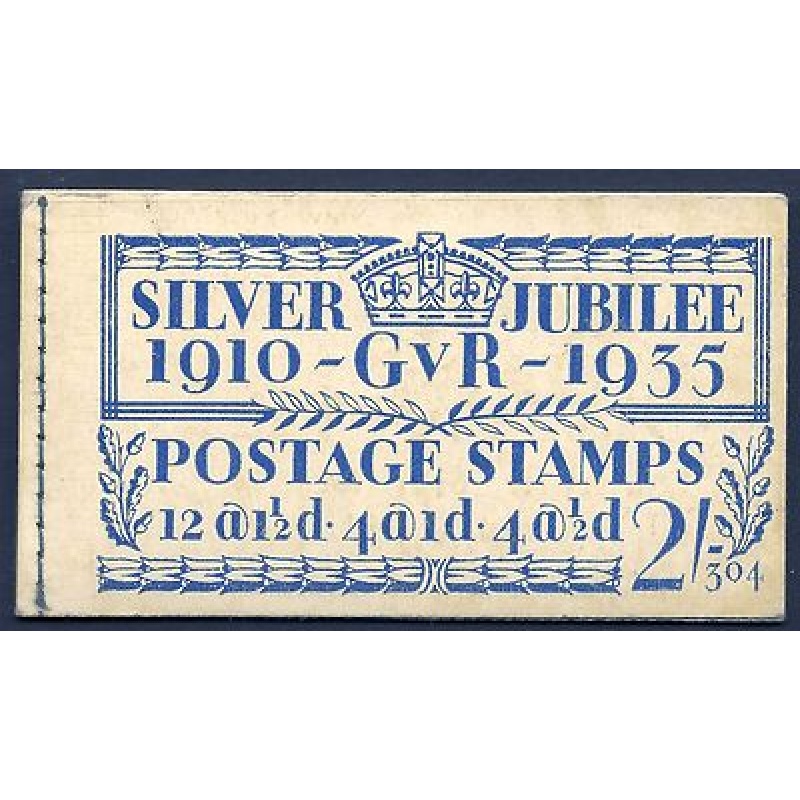 SILVER JUBILEE
1910 - GvR - 1935
POSTAGE STAMPS
12 @ 1½d · 4 @ 1d · 4 @ ½d 2/-
304